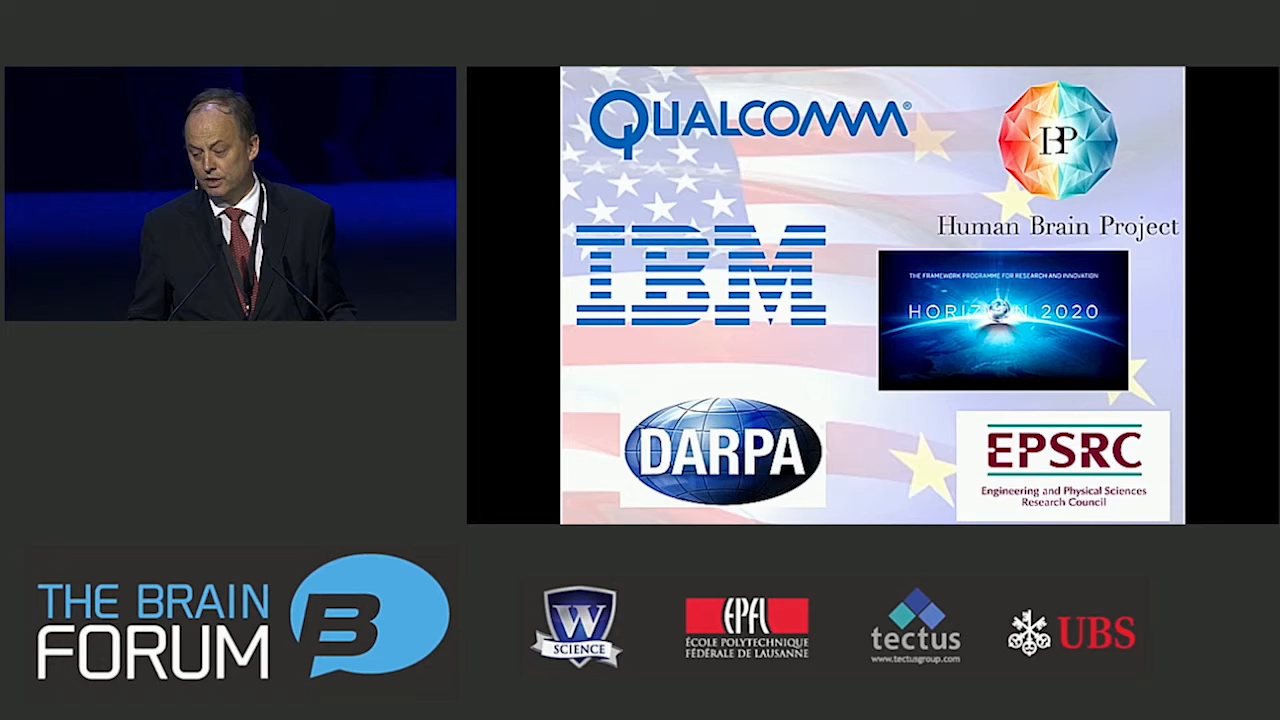 QUALCOMM®
HBP
Human Brain Project
IBM
THE FRAMEWORK PROGRAMME FOR RESEARCH AND INNOVATION
HORIZON 2020
DARPA
EPSRC
Engineering and Physical Sciences
Research Council
THE BRAIN
FORUM
B
W
SCIENCE
EPFL
ÉCOLE POLYTECHNIQUE
FÉDÉRALE DE LAUSANNE
tectus
www.tectusgroup.com
UBS